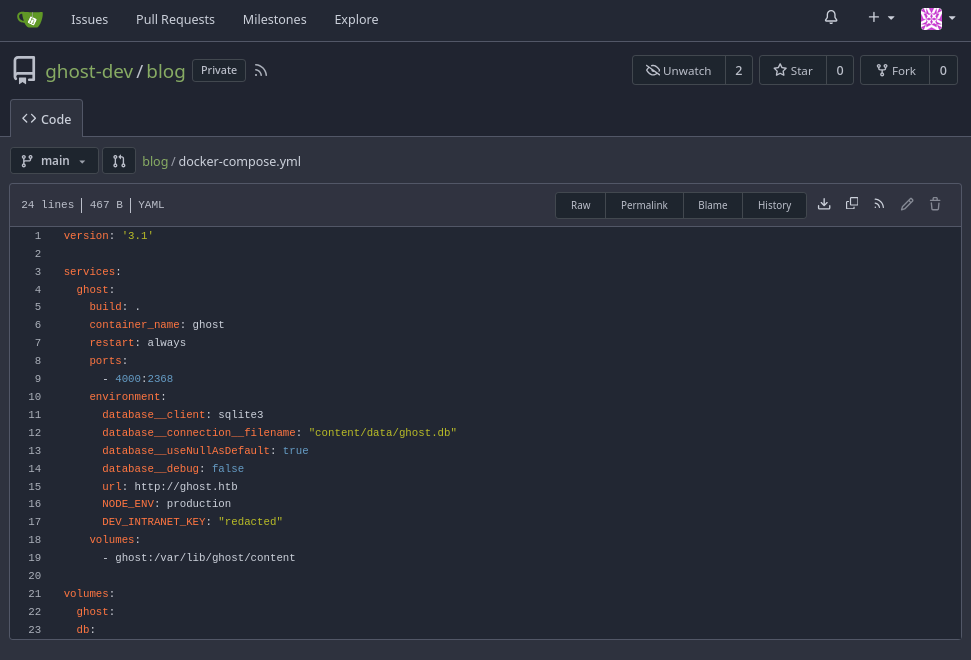 Issues Pull Requests Milestones Explore
ghost-dev / blog Private Unwatch 2 Star 0 Fork 0
<> Code
main blog / docker-compose.yml
24 lines | 467 B | YAML Raw Permalink Blame History
1 version: '3.1'
2
3 services:
4   ghost:
5     build: .
6     container_name: ghost
7     restart: always
8     ports:
9       - 4000:2368
10     environment:
11       database__client: sqlite3
12       database__connection__filename: "content/data/ghost.db"
13       database__useNullAsDefault: true
14       database__debug: false
15       url: http://ghost.htb
16       NODE_ENV: production
17       DEV_INTRANET_KEY: "redacted"
18     volumes:
19       - ghost:/var/lib/ghost/content
20
21 volumes:
22   ghost:
23   db: